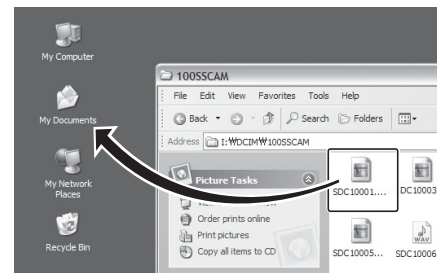 My Computer
My Documents
My Network
Places
Recycle Bin
100SSCAM
File Edit View Favorites Tools Help
Back Search Folders
Address I:₩DCIM₩100SSCAM
Picture Tasks
Order prints online
Print pictures
Copy all items to CD
SDC10001....
DC10003
SDC10005...
SDC10006
WAV